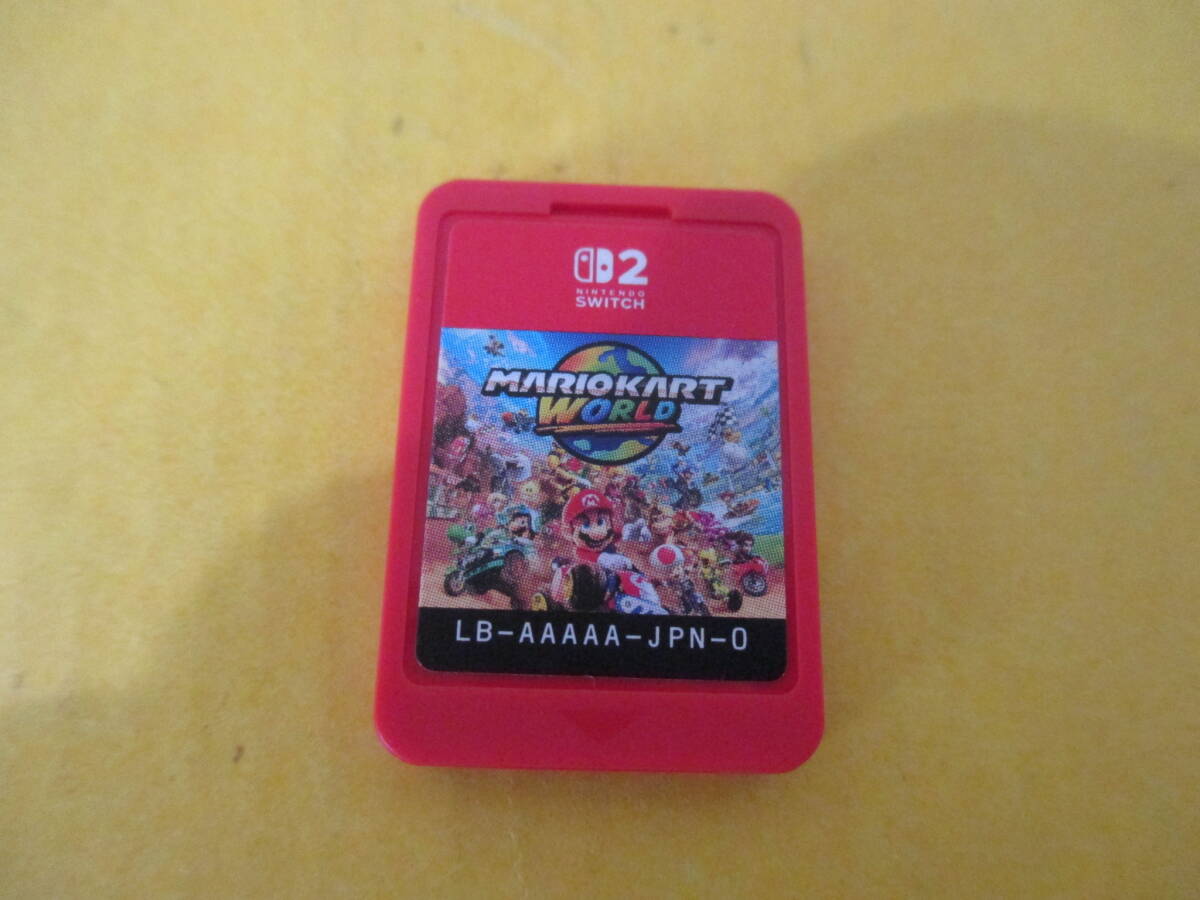 2
NINTENDO
SWITCH
MARIOKART
WORLD
LB-AAAAA-JPN-0